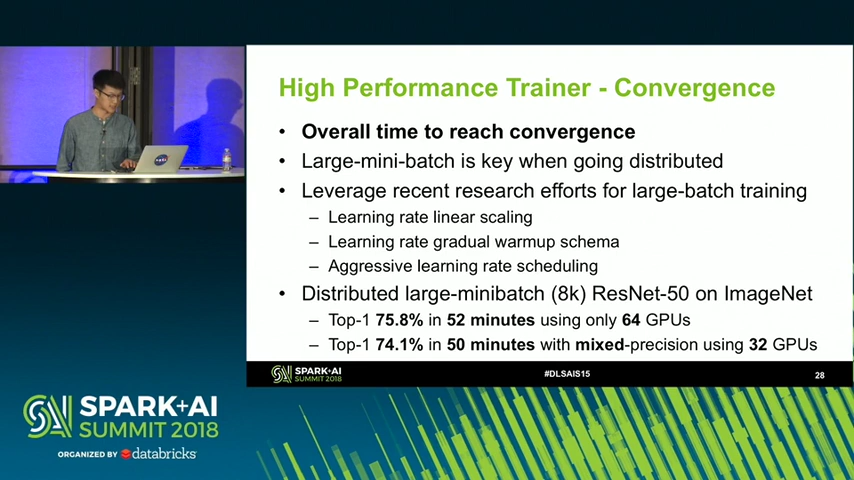 High Performance Trainer - Convergence
• Overall time to reach convergence
• Large-mini-batch is key when going distributed
• Leverage recent research efforts for large-batch training
– Learning rate linear scaling
– Learning rate gradual warmup schema
– Aggressive learning rate scheduling
• Distributed large-minibatch (8k) ResNet-50 on ImageNet
– Top-1 75.8% in 52 minutes using only 64 GPUs
– Top-1 74.1% in 50 minutes with mixed-precision using 32 GPUs
SPARK+AI
SUMMIT 2018
#DLSAIS15
28
SPARK+AI
SUMMIT 2018
ORGANIZED BY databricks